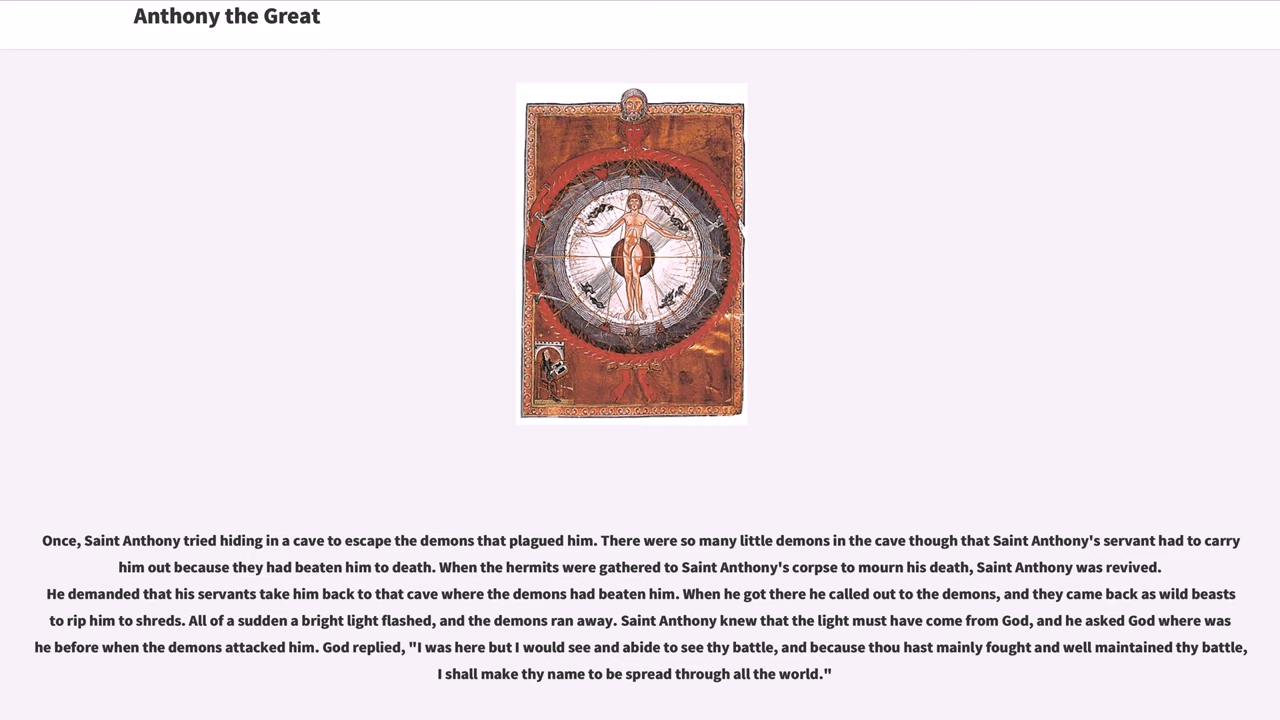 Anthony the Great
Once, Saint Anthony tried hiding in a cave to escape the demons that plagued him. There were so many little demons in the cave though that Saint Anthony's servant had to carry
him out because they had beaten him to death. When the hermits were gathered to Saint Anthony's corpse to mourn his death, Saint Anthony was revived.
He demanded that his servants take him back to that cave where the demons had beaten him. When he got there he called out to the demons, and they came back as wild beasts
to rip him to shreds. All of a sudden a bright light flashed, and the demons ran away. Saint Anthony knew that the light must have come from God, and he asked God where was
he before when the demons attacked him. God replied, "I was here but I would see and abide to see thy battle, and because thou hast mainly fought and well maintained thy battle,
I shall make thy name to be spread through all the world."